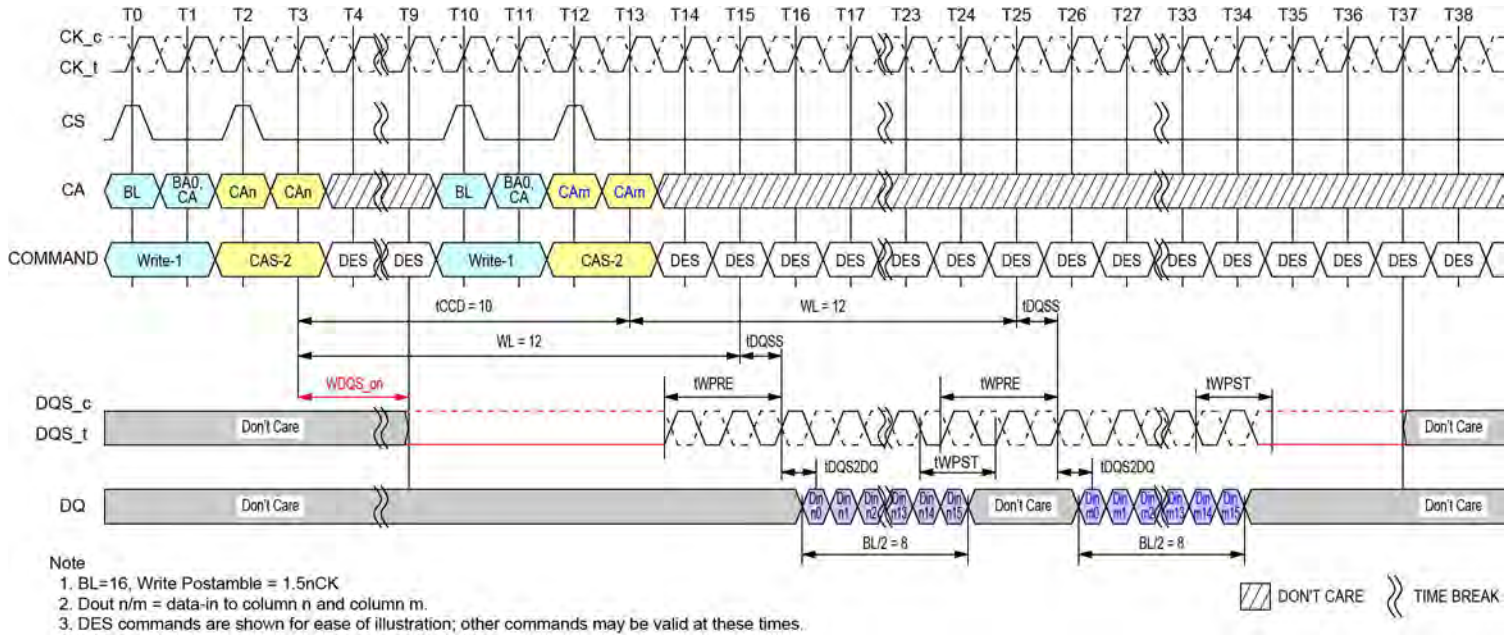 T0 T1 T2 T3 T4 T9 T10 T11 T12 T13 T14 T15 T16 T17 T23 T24 T25 T26 T27 T33 T34 T35 T36 T37 T38
CK_c
CK_t
CS
CA BL BA0, CA CAn CAn BL BA0, CA CAm CAm
COMMAND Write-1 CAS-2 DES DES Write-1 CAS-2 DES DES DES DES DES DES DES DES DES DES DES DES DES DES DES
tCCD = 10 WL = 12 tDQSS
WL = 12 tDQSS
WDQS_on tWPRE tWPRE tWPST
DQS_c
DQS_t Don't Care Don't Care
tDQS2DQ tWPST tDQS2DQ
DQ Don't Care Din n0 Din n1 Din n2 Din n13 Din n14 Din n15 Don't Care Din m0 Din m1 Din m2 Din m13 Din m14 Din m15 Don't Care
BL/2 = 8 BL/2 = 8
Note
1. BL=16, Write Postamble = 1.5nCK
2. Dout n/m = data-in to column n and column m.
3. DES commands are shown for ease of illustration; other commands may be valid at these times.
DON'T CARE TIME BREAK